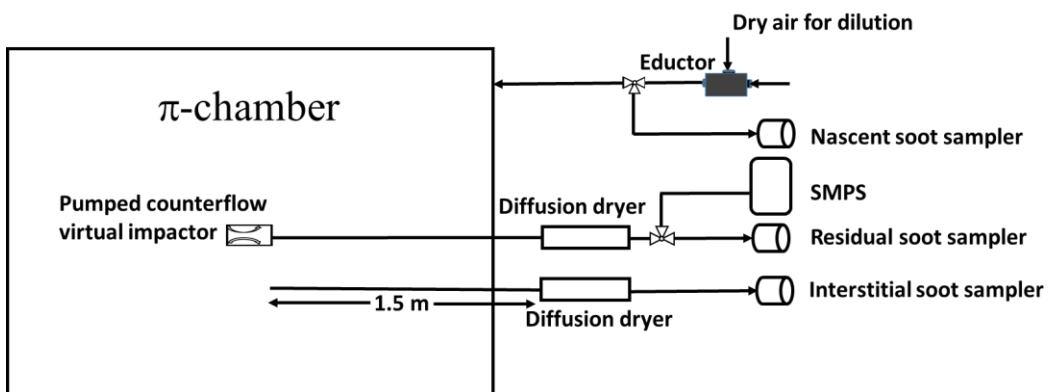 Dry air for dilution
Eductor
π-chamber
Nascent soot sampler
Pumped counterflow
virtual impactor
Diffusion dryer
SMPS
Residual soot sampler
Interstitial soot sampler
1.5 m
Diffusion dryer